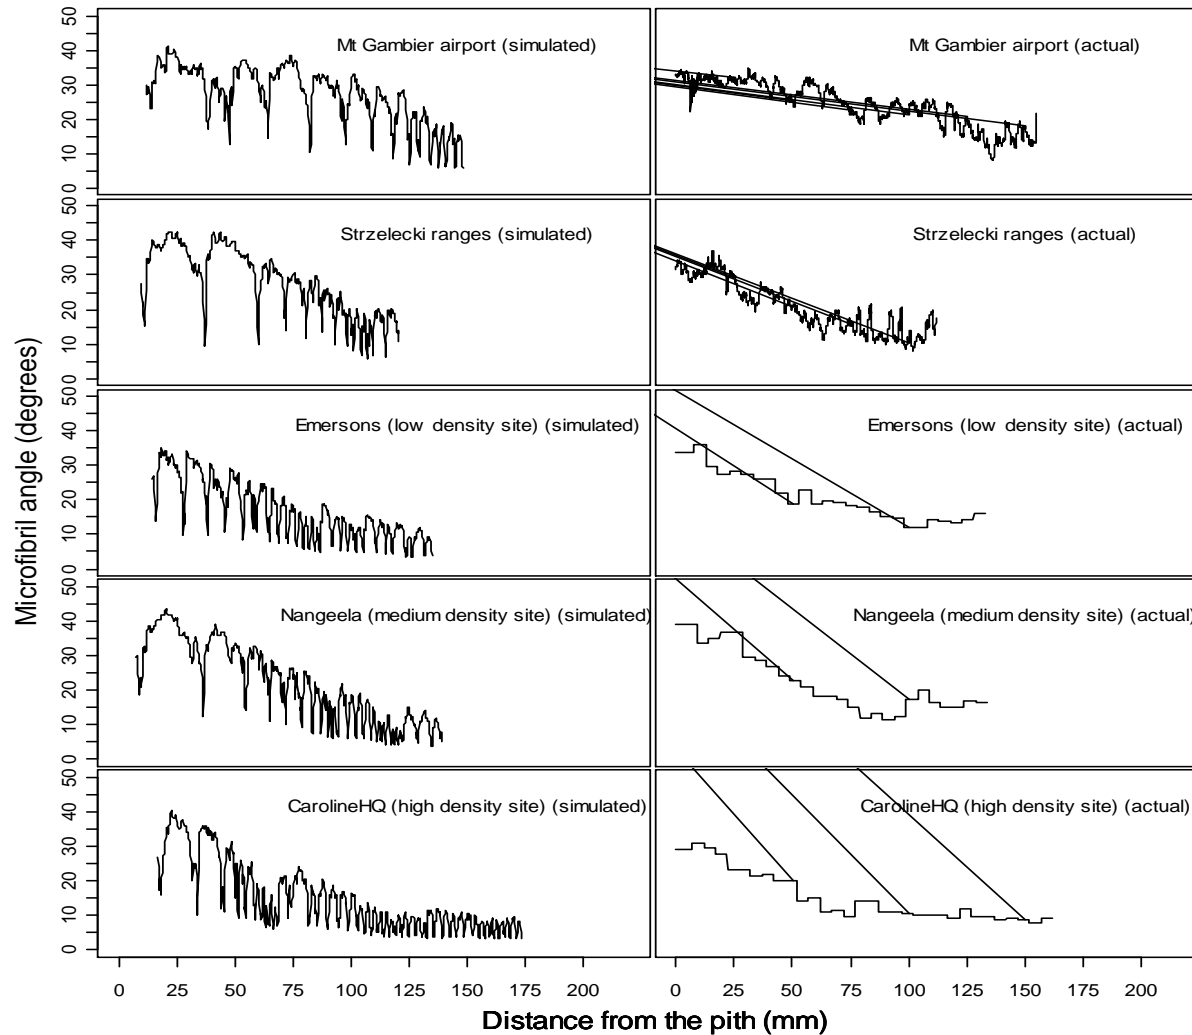 Mt Gambier airport (simulated)
Mt Gambier airport (actual)
0 10 20 30 40 50
Strzelecki ranges (simulated)
Strzelecki ranges (actual)
0 10 20 30 40 50
Emersons (low density site) (simulated)
Emersons (low density site) (actual)
0 10 20 30 40 50
Nangeela (medium density site) (simulated)
Nangeela (medium density site) (actual)
0 10 20 30 40 50
CarolineHQ (high density site) (simulated)
CarolineHQ (high density site) (actual)
0 10 20 30 40 50
Microfibril angle (degrees)
0 25 50 75 100 125 150 175 200
0 25 50 75 100 125 150 175 200
Distance from the pith (mm)